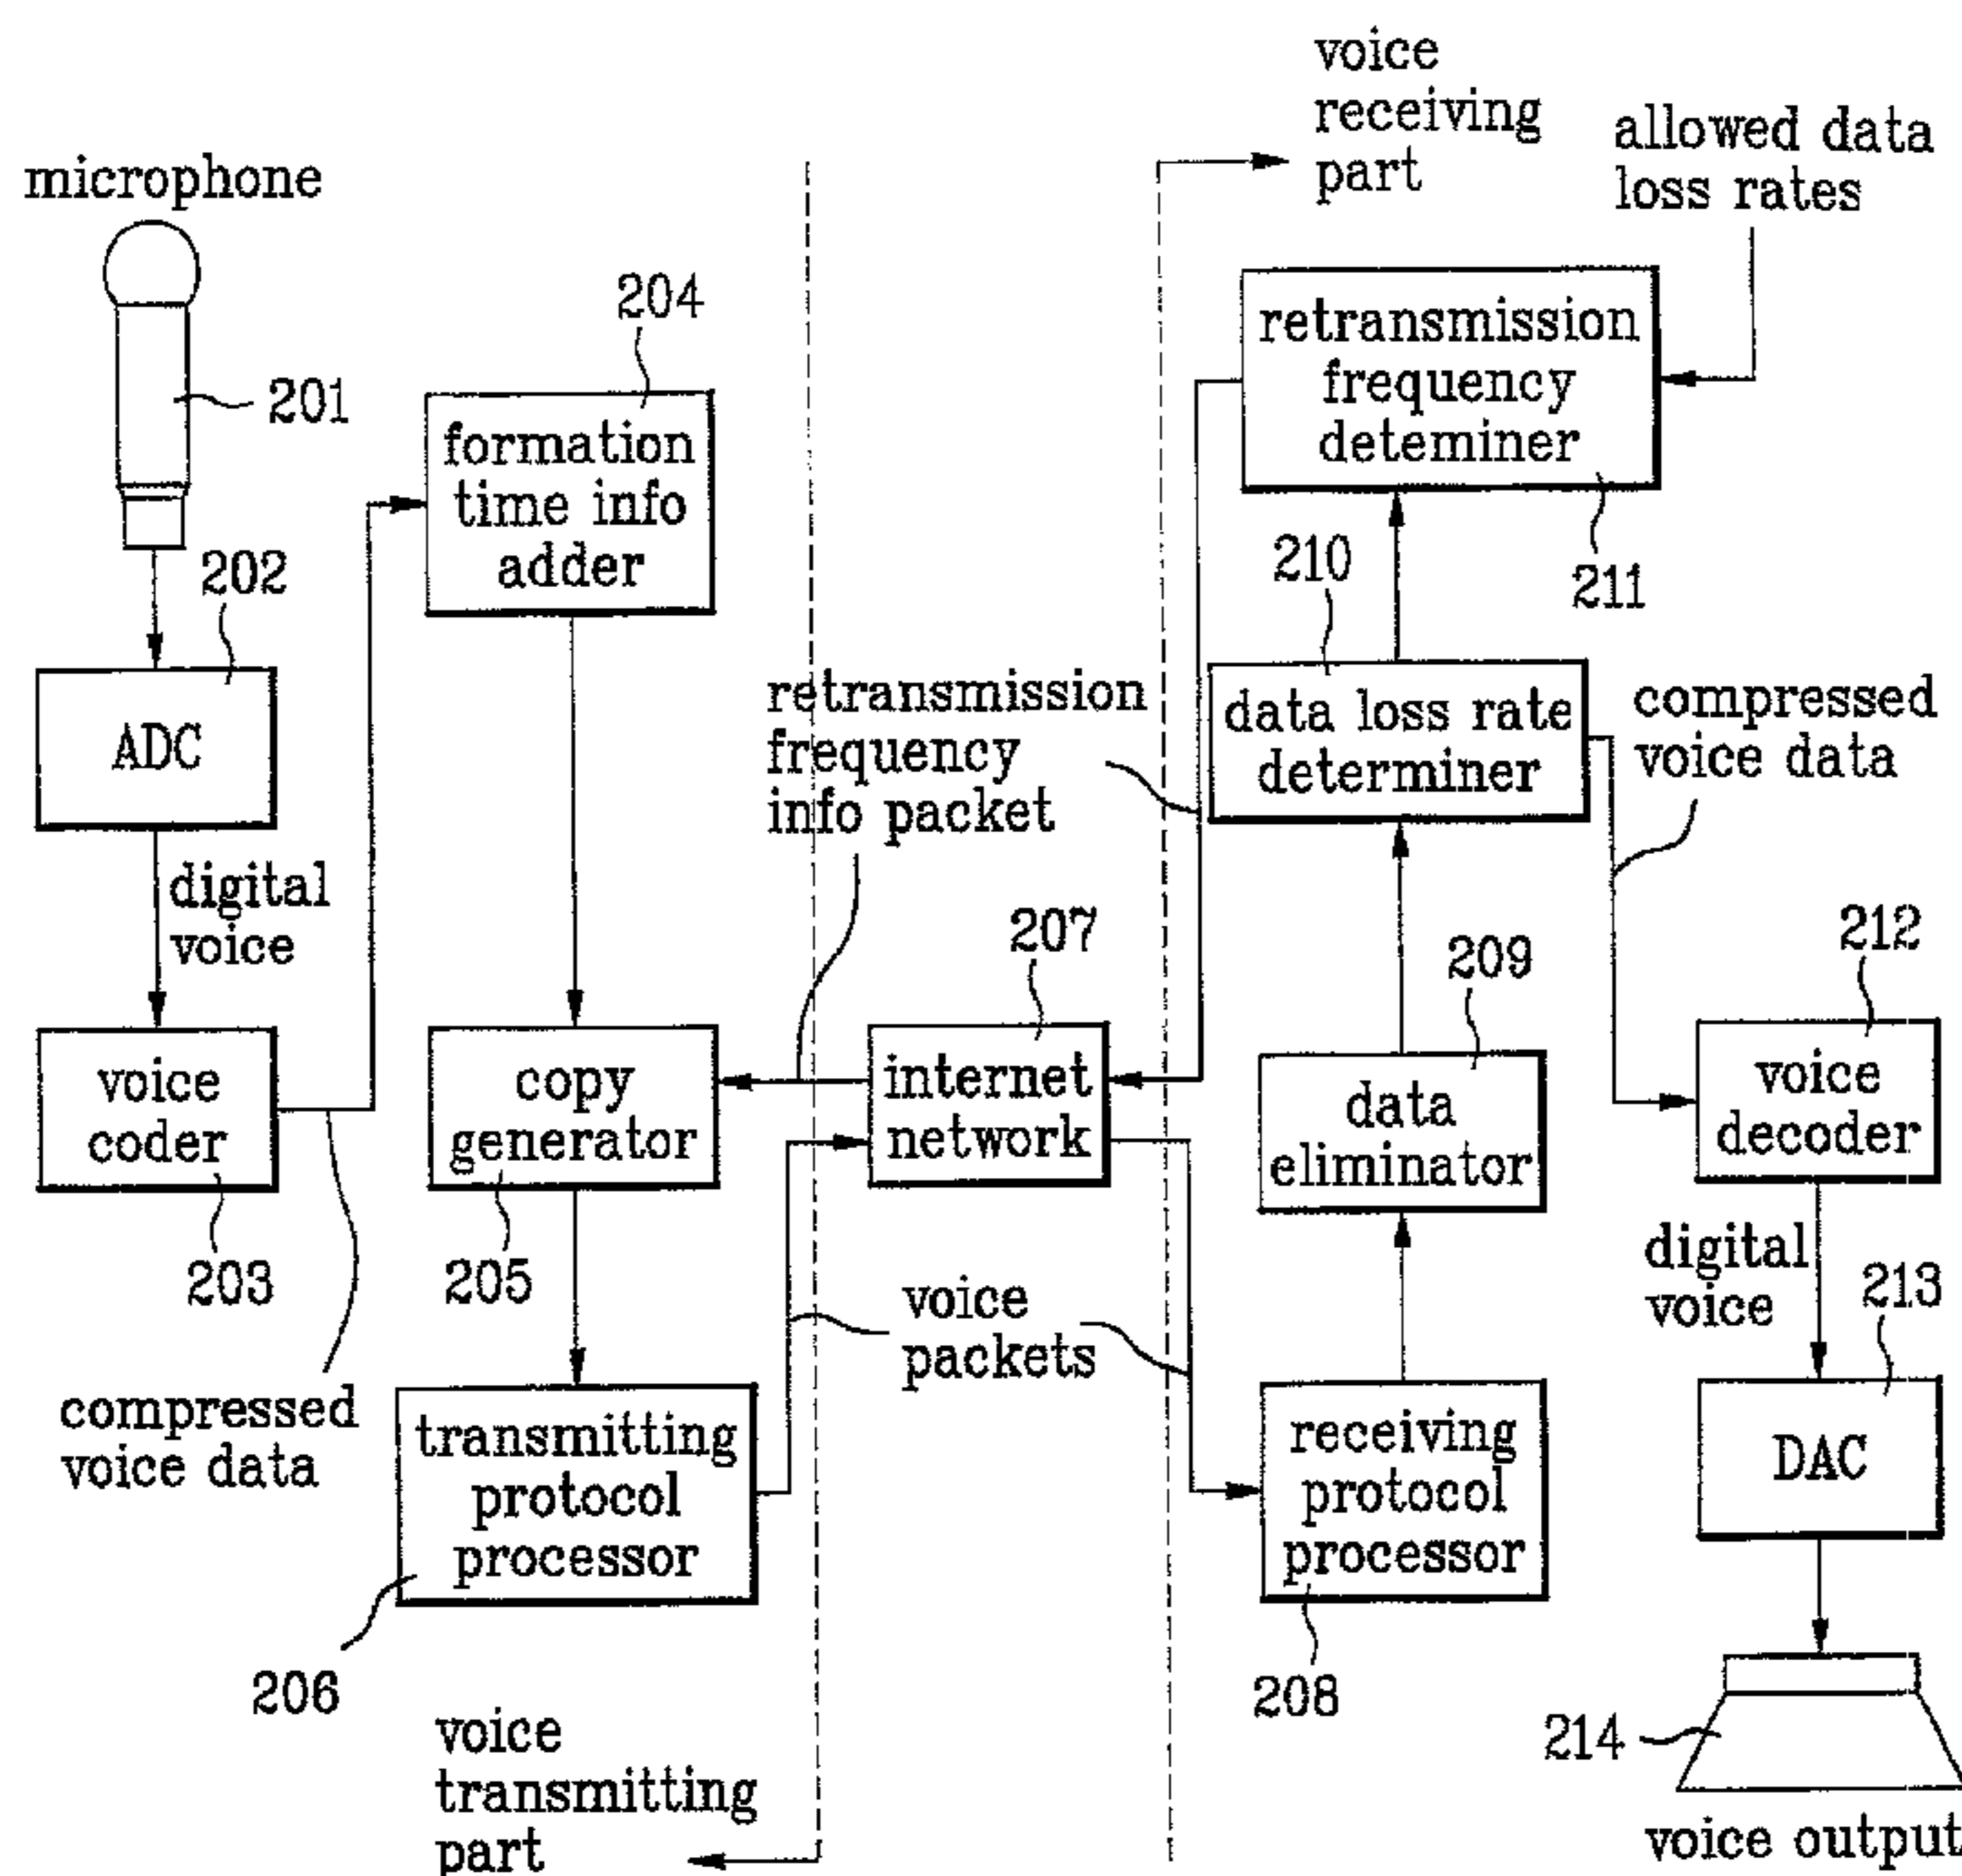 voice
receiving
part
allowed data
loss rates
microphone
201
204
formation
time info
adder
retransmission
frequency
deteminer
211
202
ADC
210
data loss rate
determiner
retransmission
frequency
info packet
compressed
voice data
digital
voice
207
internet
network
209
data
eliminator
212
voice
decoder
voice
coder
203
copy
generator
205
voice
packets
digital
voice
213
DAC
compressed
voice data
transmitting
protocol
processor
206
receiving
protocol
processor
208
214
voice output
voice
transmitting
part